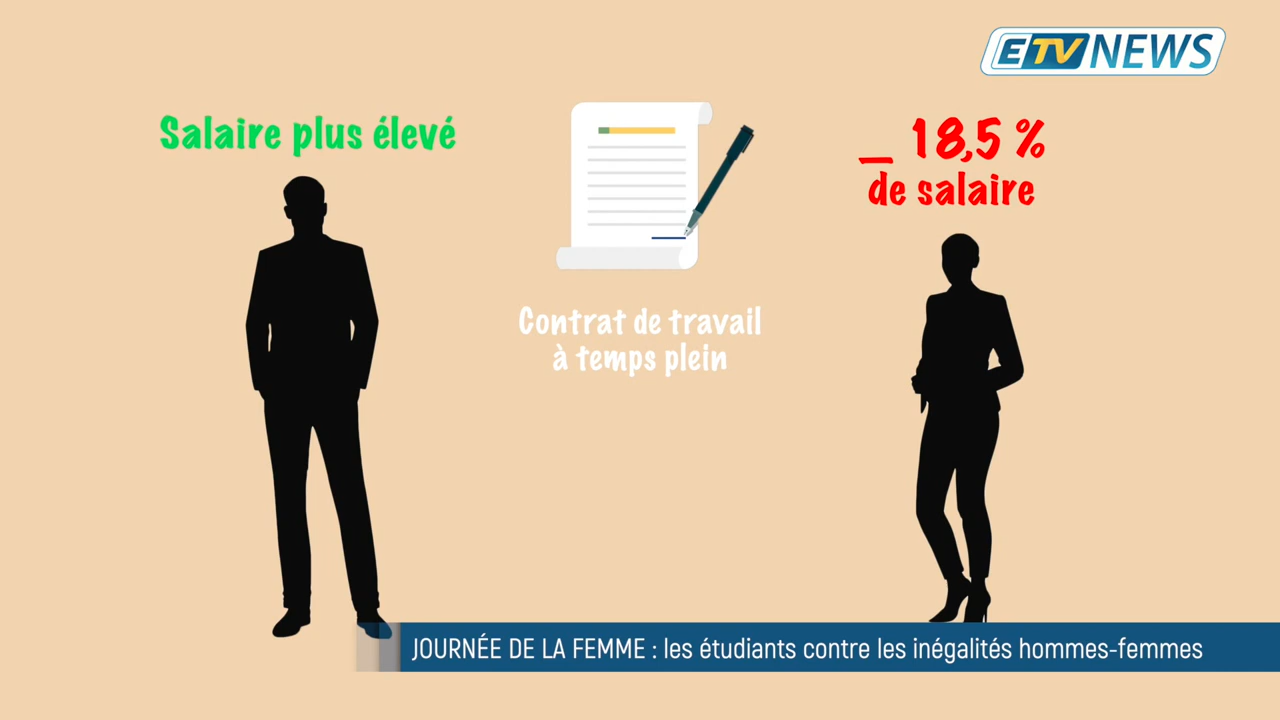 ETV NEWS
Salaire plus élevé
_ 18,5 %
de salaire
Contrat de travail
à temps plein
JOURNÉE DE LA FEMME : les étudiants contre les inégalités hommes-femmes